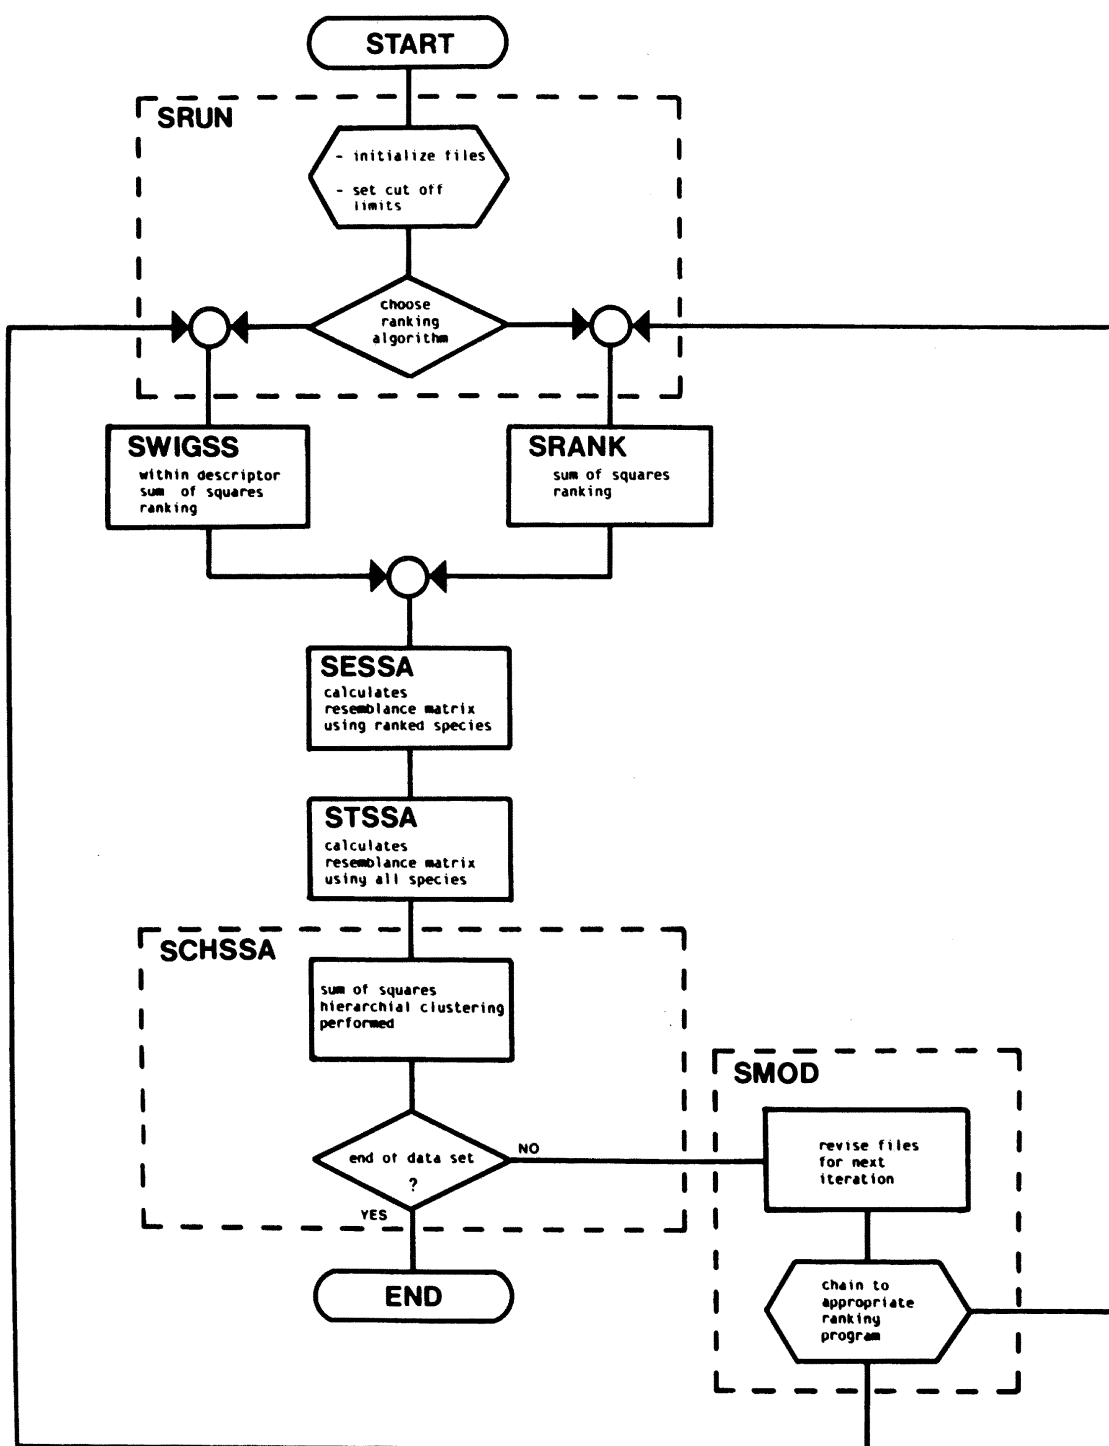 START
SRUN
- initialize files
- set cut off
limits
choose
ranking
algorithm
SWIGSS
within descriptor
sum of squares
ranking
SRANK
sum of squares
ranking
SESSA
calculates
resemblance matrix
using ranked species
STSSA
calculates
resemblance matrix
using all species
SCHSSA
sum of squares
hierarchial clustering
performed
end of data set
?
NO
YES
END
SMOD
revise files
for next
iteration
chain to
appropriate
ranking
program